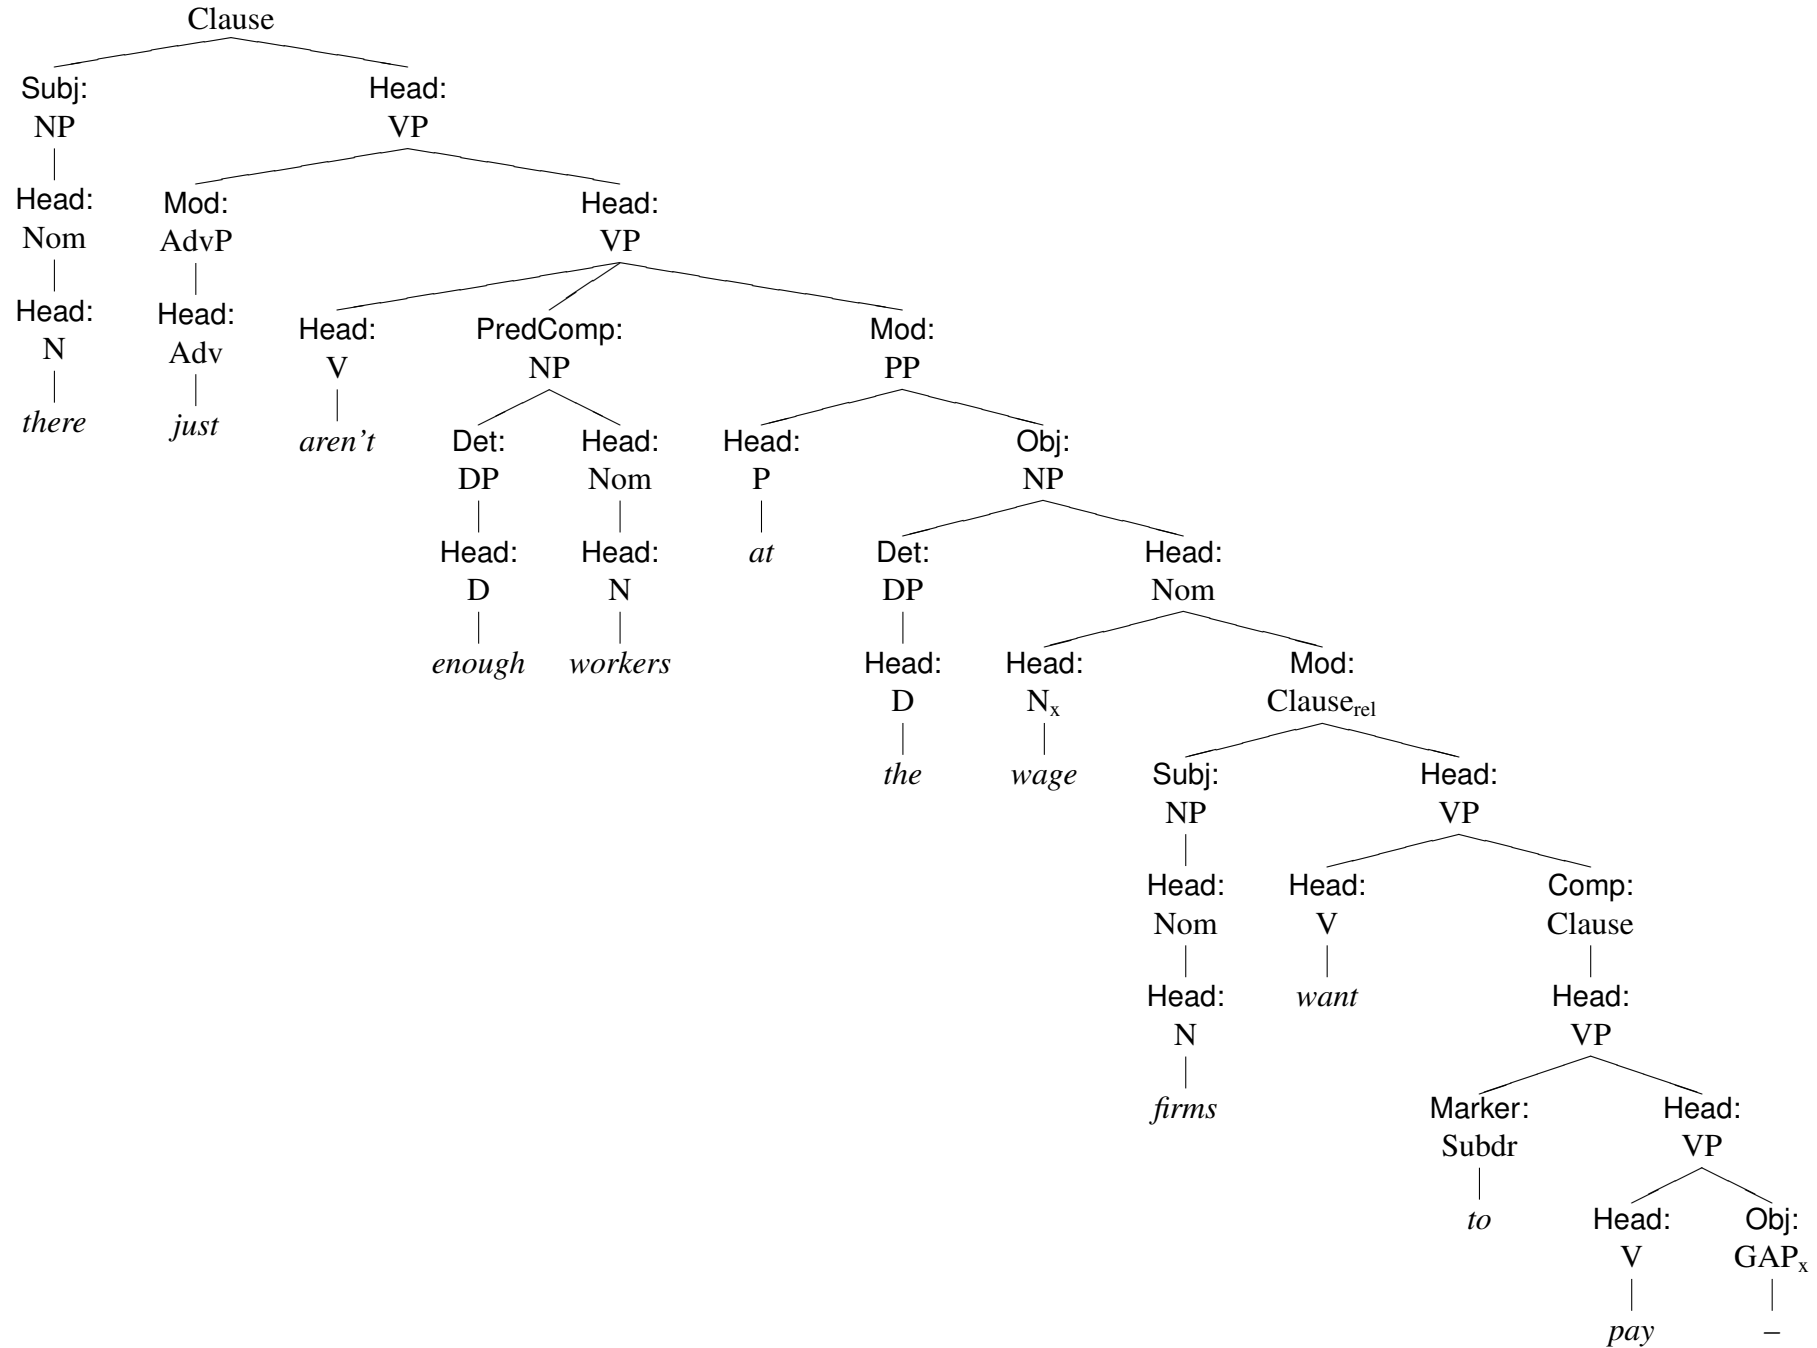 Clause
Subj: Head:
NP VP
Head: Mod: Head:
Nom AdvP VP
Head: Head: Head: PredComp: Mod:
N Adv V NP PP
there just aren't Det: Head: Head: Obj:
DP Nom P NP
Head: Head: at Det: Head:
D N DP Nom
enough workers Head: Head: Mod:
D Nx Clauserel
the wage Subj: Head:
NP VP
Head: Head: Comp:
Nom V Clause
Head: want Head:
N VP
firms Marker: Head:
Subdr VP
to Head: Obj:
V GAPx
pay –